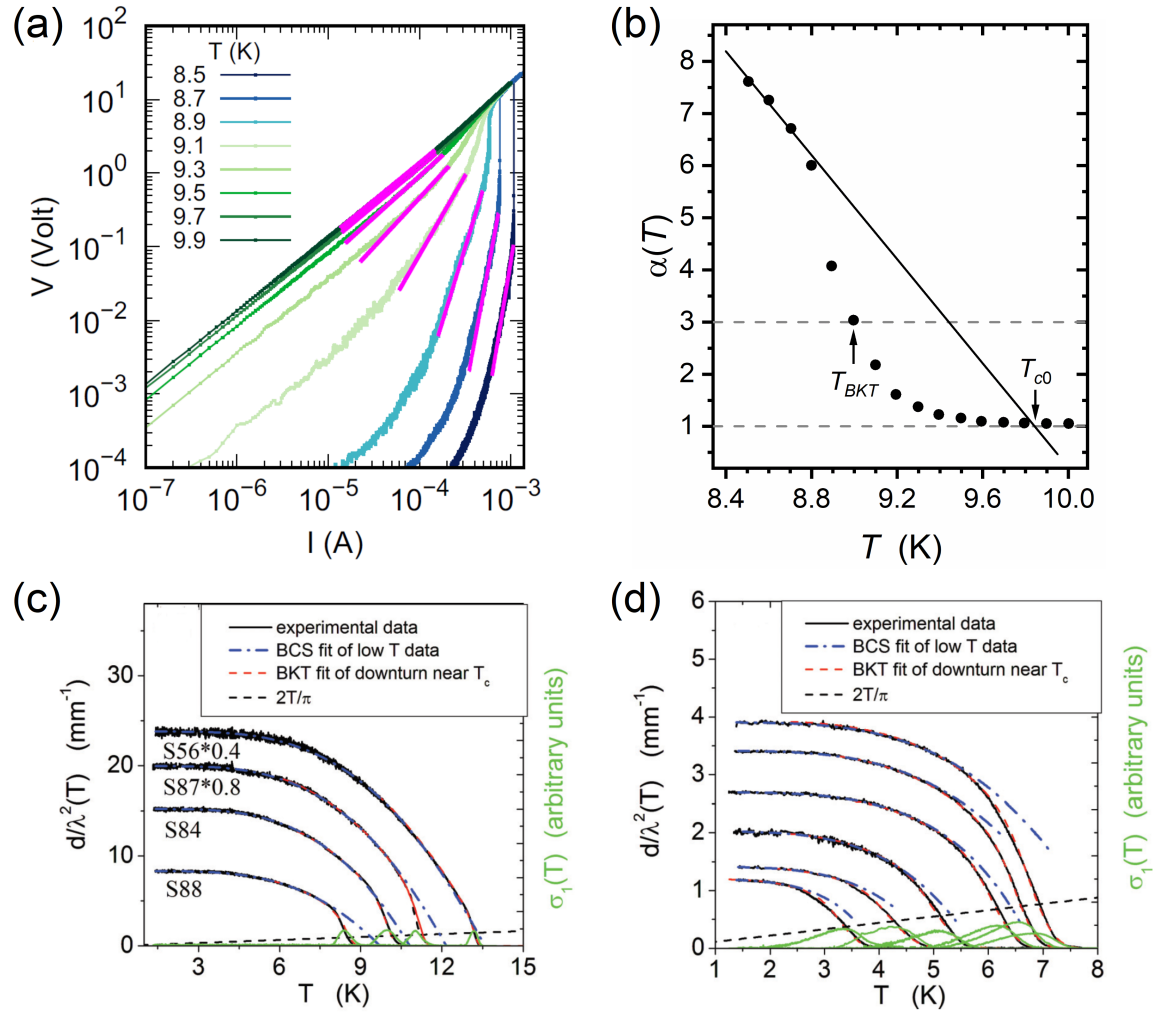 (a)
10²
10¹
10⁰
10⁻¹
10⁻²
10⁻³
10⁻⁴
V (Volt)
T (K)
8.5
8.7
8.9
9.1
9.3
9.5
9.7
9.9
10⁻⁷ 10⁻⁶ 10⁻⁵ 10⁻⁴ 10⁻³
I (A)
(b)
8
7
6
5
4
3
2
1
α(T)
T_BKT
T_c0
8.4 8.8 9.2 9.6 10.0
T (K)
(c)
30
20
10
0
d/λ²(T) (mm⁻¹)
experimental data
BCS fit of low T data
BKT fit of downturn near T_c
2T/π
S56*0.4
S87*0.8
S84
S88
σ₁(T) (arbitrary units)
3 6 9 12 15
T (K)
(d)
6
5
4
3
2
1
0
d/λ²(T) (mm⁻¹)
experimental data
BCS fit of low T data
BKT fit of downturn near T_c
2T/π
σ₁(T) (arbitrary units)
1 2 3 4 5 6 7 8
T (K)